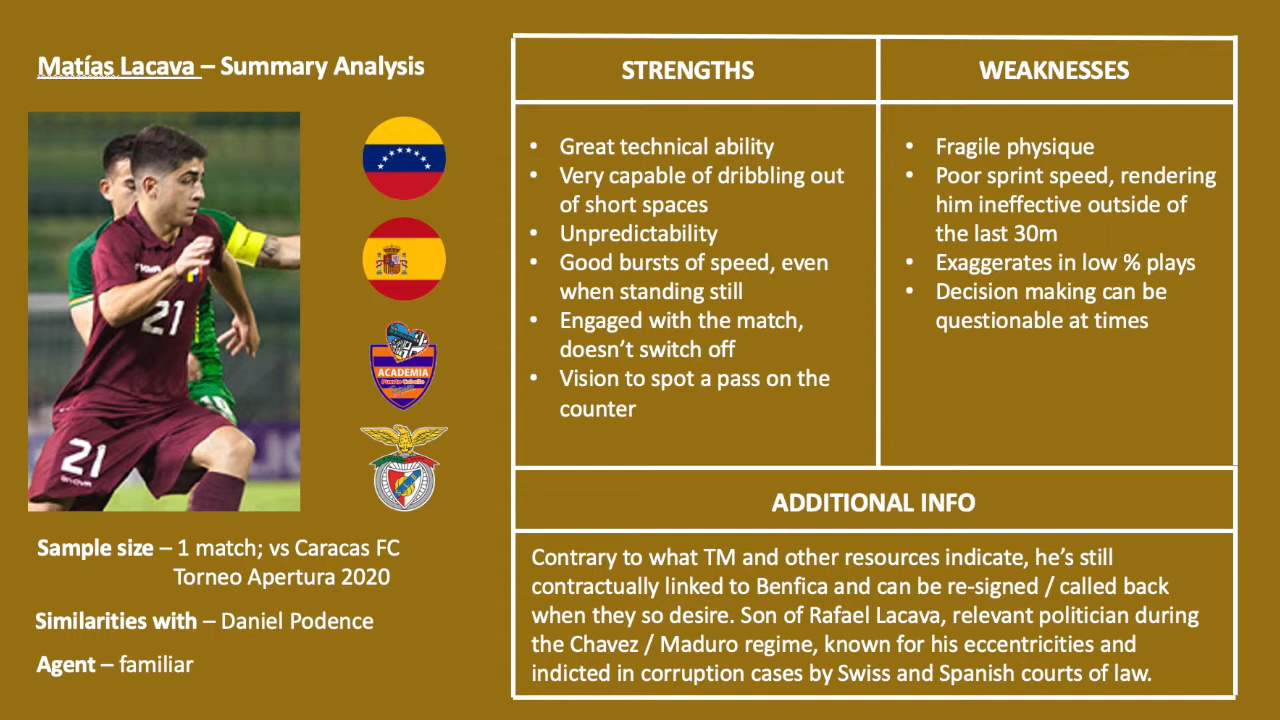 Matías Lacava – Summary Analysis
21
21
ACADEMIA
Puerto Cabello
STRENGTHS
WEAKNESSES
• Great technical ability
• Very capable of dribbling out
of short spaces
• Unpredictability
• Good bursts of speed, even
when standing still
• Engaged with the match,
doesn’t switch off
• Vision to spot a pass on the
counter
• Fragile physique
• Poor sprint speed, rendering
him ineffective outside of
the last 30m
• Exaggerates in low % plays
• Decision making can be
questionable at times
ADDITIONAL INFO
Contrary to what TM and other resources indicate, he’s still
contractually linked to Benfica and can be re-signed / called back
when they so desire. Son of Rafael Lacava, relevant politician during
the Chavez / Maduro regime, known for his eccentricities and
indicted in corruption cases by Swiss and Spanish courts of law.
Sample size – 1 match; vs Caracas FC
Torneo Apertura 2020
Similarities with – Daniel Podence
Agent – familiar